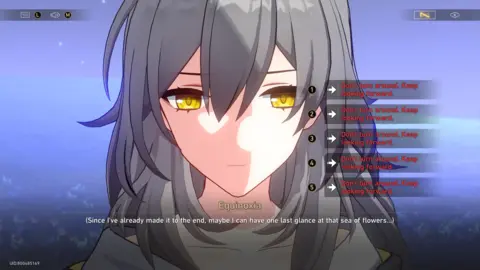 L
M
1 Don't turn around. Keep
looking forward.
2 Don't turn around. Keep
looking forward.
3 Don't turn around. Keep
looking forward.
4 Don't turn around. Keep
looking forward.
5 Don't turn around. Keep
looking forward.
(Since I've already made it to the end, maybe I can have one last glance at that sea of flowers...)